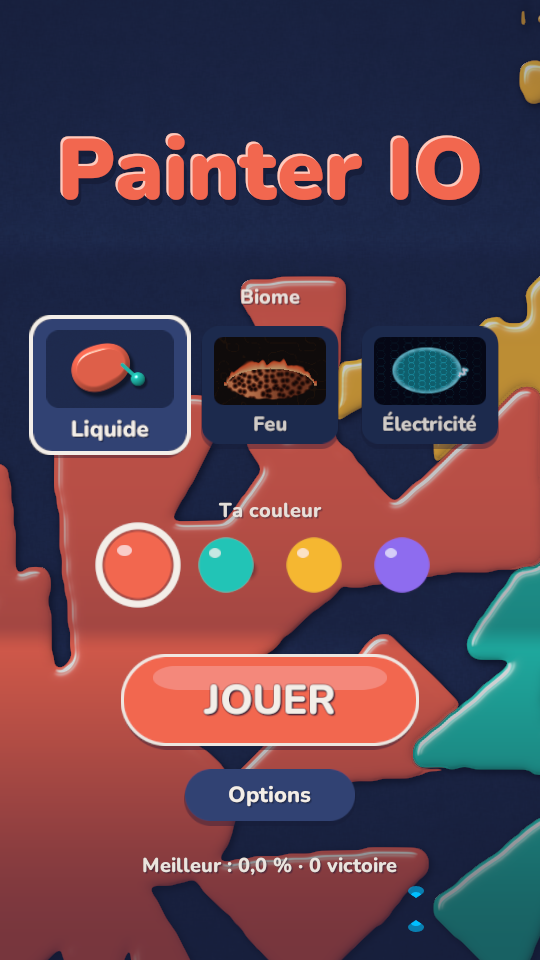 Painter IO
Biome
Liquide
Feu
Électricité
Ta couleur
JOUER
Options
Meilleur : 0,0 % · 0 victoire